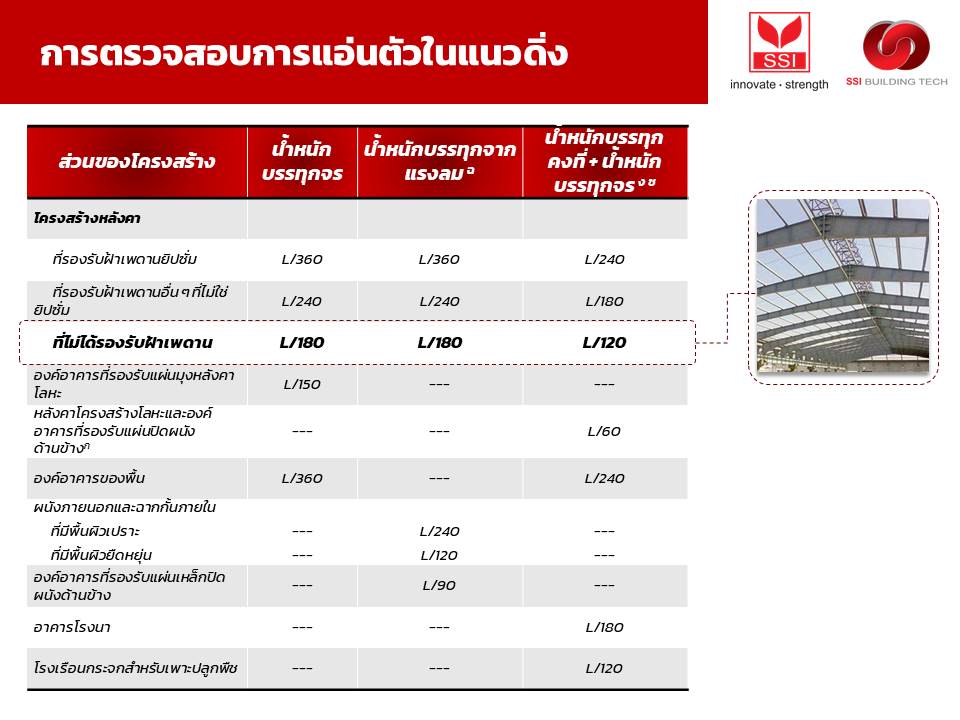 การตรวจสอบการแอ่นตัวในแนวดิ่ง
SSI
innovate • strength
SSI BUILDING TECH
ส่วนของโครงสร้าง
น้ำหนัก
บรรทุกจร
น้ำหนักบรรทุกจาก
แรงลม ฉ
น้ำหนักบรรทุก
คงที่ + น้ำหนัก
บรรทุกจร ง ช
โครงสร้างหลังคา
ที่รองรับฝ้าเพดานยิปซั่ม L/360 L/360 L/240
ที่รองรับฝ้าเพดานอื่น ๆ ที่ไม่ใช่
ยิปซั่ม L/240 L/240 L/180
ที่ไม่ได้รองรับฝ้าเพดาน L/180 L/180 L/120
องค์อาคารที่รองรับแผ่นมุงหลังคา
โลหะ L/150 --- ---
หลังคาโครงสร้างโลหะและองค์
อาคารที่รองรับแผ่นปิดผนัง
ด้านข้างฦ --- --- L/60
องค์อาคารของพื้น L/360 --- L/240
ผนังภายนอกและฉากกั้นภายใน
ที่มีพื้นผิวเปราะ --- L/240 ---
ที่มีพื้นผิวยืดหยุ่น --- L/120 ---
องค์อาคารที่รองรับแผ่นเหล็กปิด
ผนังด้านข้าง --- L/90 ---
อาคารโรงนา --- --- L/180
โรงเรือนกระจกสำหรับเพาะปลูกพืช --- --- L/120